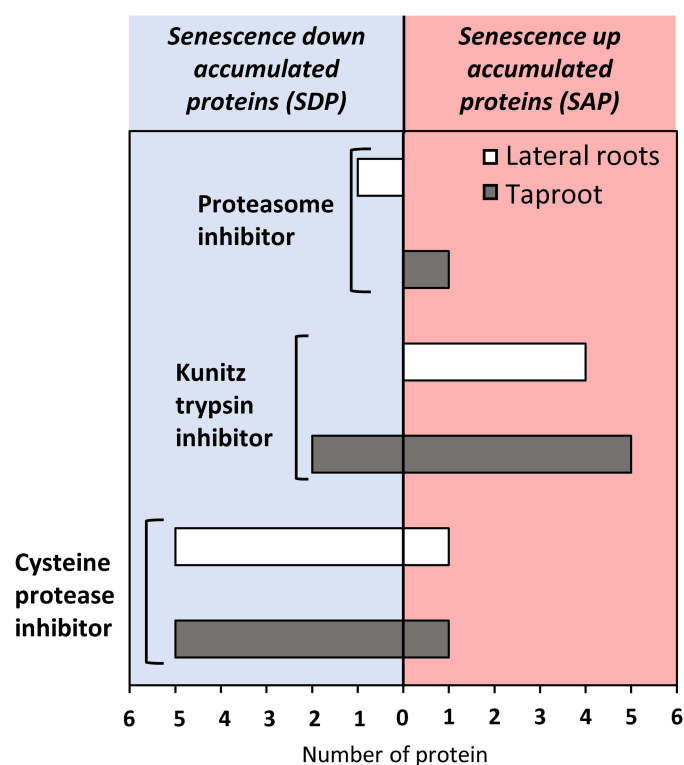 Senescence down
accumulated
proteins (SDP)
Senescence up
accumulated
proteins (SAP)
Lateral roots
Taproot
Proteasome
inhibitor
Kunitz
trypsin
inhibitor
Cysteine
protease
inhibitor
6 5 4 3 2 1 0 1 2 3 4 5 6
Number of protein